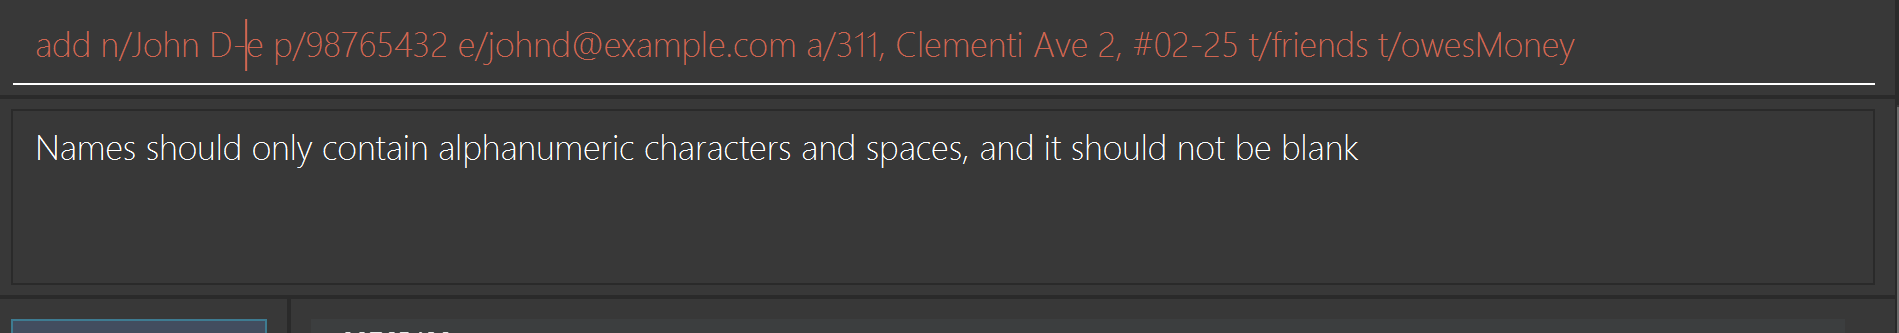 add n/John D-e p/98765432 e/johnd@example.com a/311, Clementi Ave 2, #02-25 t/friends t/owesMoney
Names should only contain alphanumeric characters and spaces, and it should not be blank